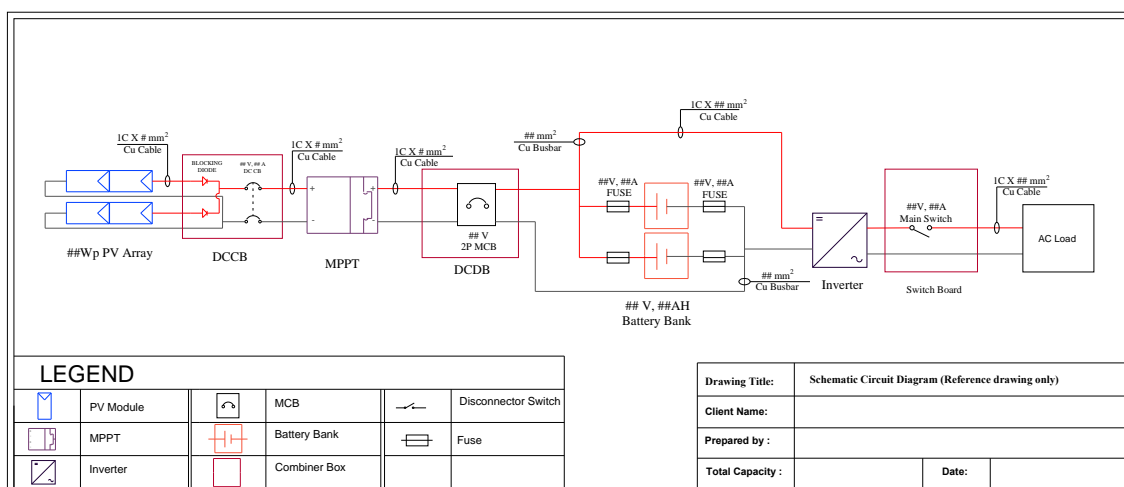 1C X # mm²
Cu Cable
BLOCKING
DIODE
## V, ## A
DC CB
1C X # mm²
Cu Cable
1C X # mm²
Cu Cable
## mm²
Cu Busbar
1C X ## mm²
Cu Cable
##V, ##A
FUSE
##V, ##A
FUSE
##V, ##A
Main Switch
1C X ## mm²
Cu Cable
+
-
+
-
## V
2P MCB
AC Load
##Wp PV Array
DCCB
MPPT
DCDB
## mm²
Cu Busbar
Inverter
Switch Board
## V, ##AH
Battery Bank
LEGEND
PV Module
MCB
Disconnector Switch
MPPT
Battery Bank
Fuse
Inverter
Combiner Box
Drawing Title:
Schematic Circuit Diagram (Reference drawing only)
Client Name:
Prepared by :
Total Capacity :
Date: